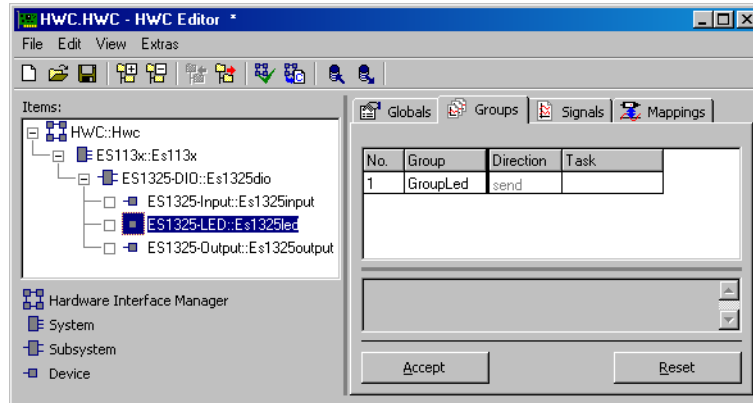 HWC.HWC - HWC Editor *
File Edit View Extras
Items:
HWC::Hwc
ES113x::Es113x
ES1325-DIO::Es1325dio
ES1325-Input::Es1325input
ES1325-LED::Es1325led
ES1325-Output::Es1325output
Hardware Interface Manager
System
Subsystem
Device
Globals Groups Signals Mappings
No. Group Direction Task
1 GroupLed send
Accept Reset